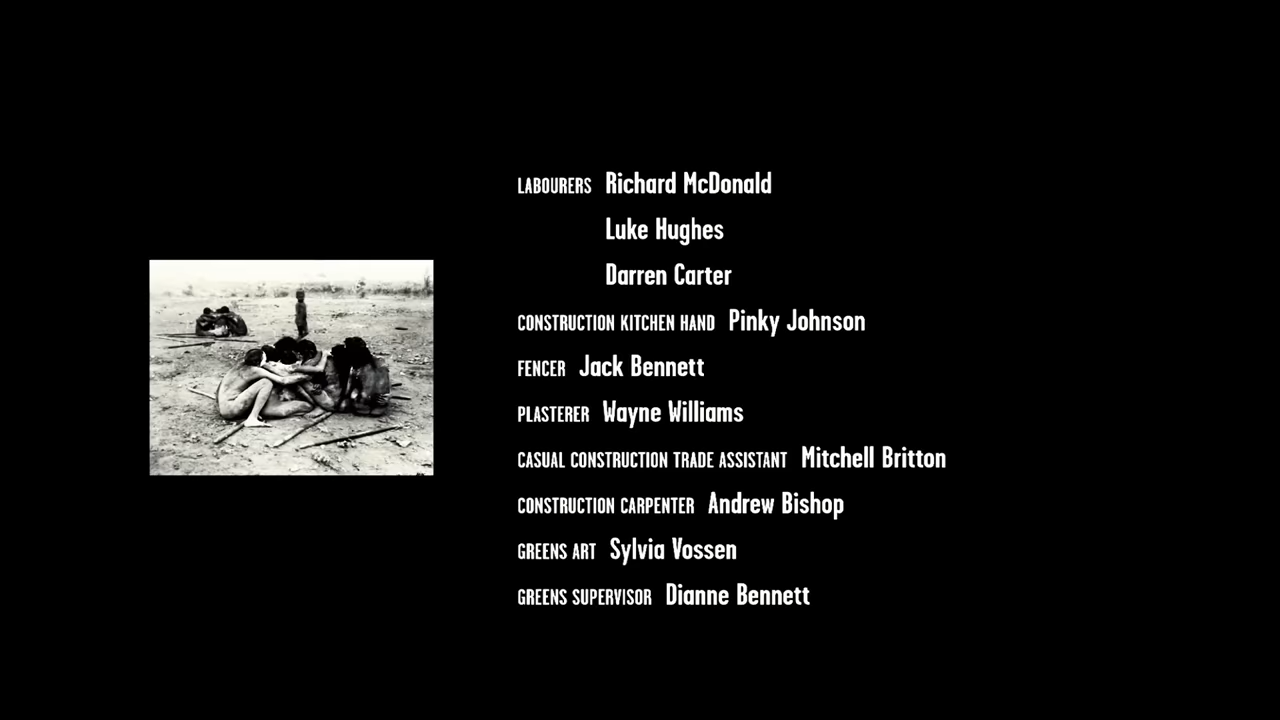 LABOURERS Richard McDonald
Luke Hughes
Darren Carter
CONSTRUCTION KITCHEN HAND Pinky Johnson
FENCER Jack Bennett
PLASTERER Wayne Williams
CASUAL CONSTRUCTION TRADE ASSISTANT Mitchell Britton
CONSTRUCTION CARPENTER Andrew Bishop
GREENS ART Sylvia Vossen
GREENS SUPERVISOR Dianne Bennett